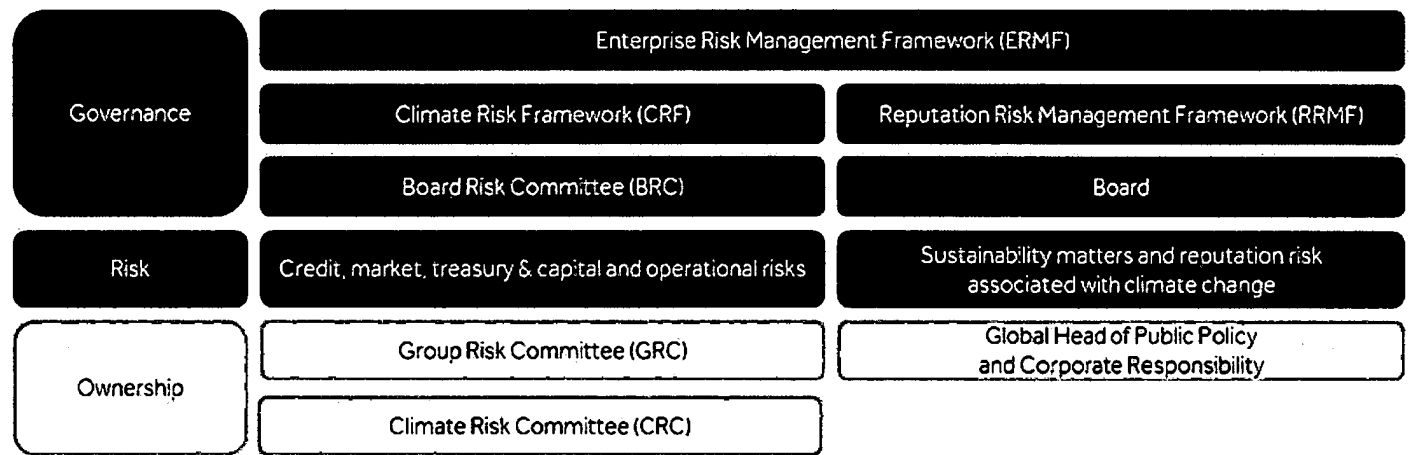 Enterprise Risk Management Framework (ERMF)
Governance
Climate Risk Framework (CRF)
Reputation Risk Management Framework (RRMF)
Board Risk Committee (BRC)
Board
Risk
Credit, market, treasury & capital and operational risks
Sustainability matters and reputation risk
associated with climate change
Ownership
Group Risk Committee (GRC)
Global Head of Public Policy
and Corporate Responsibility
Climate Risk Committee (CRC)